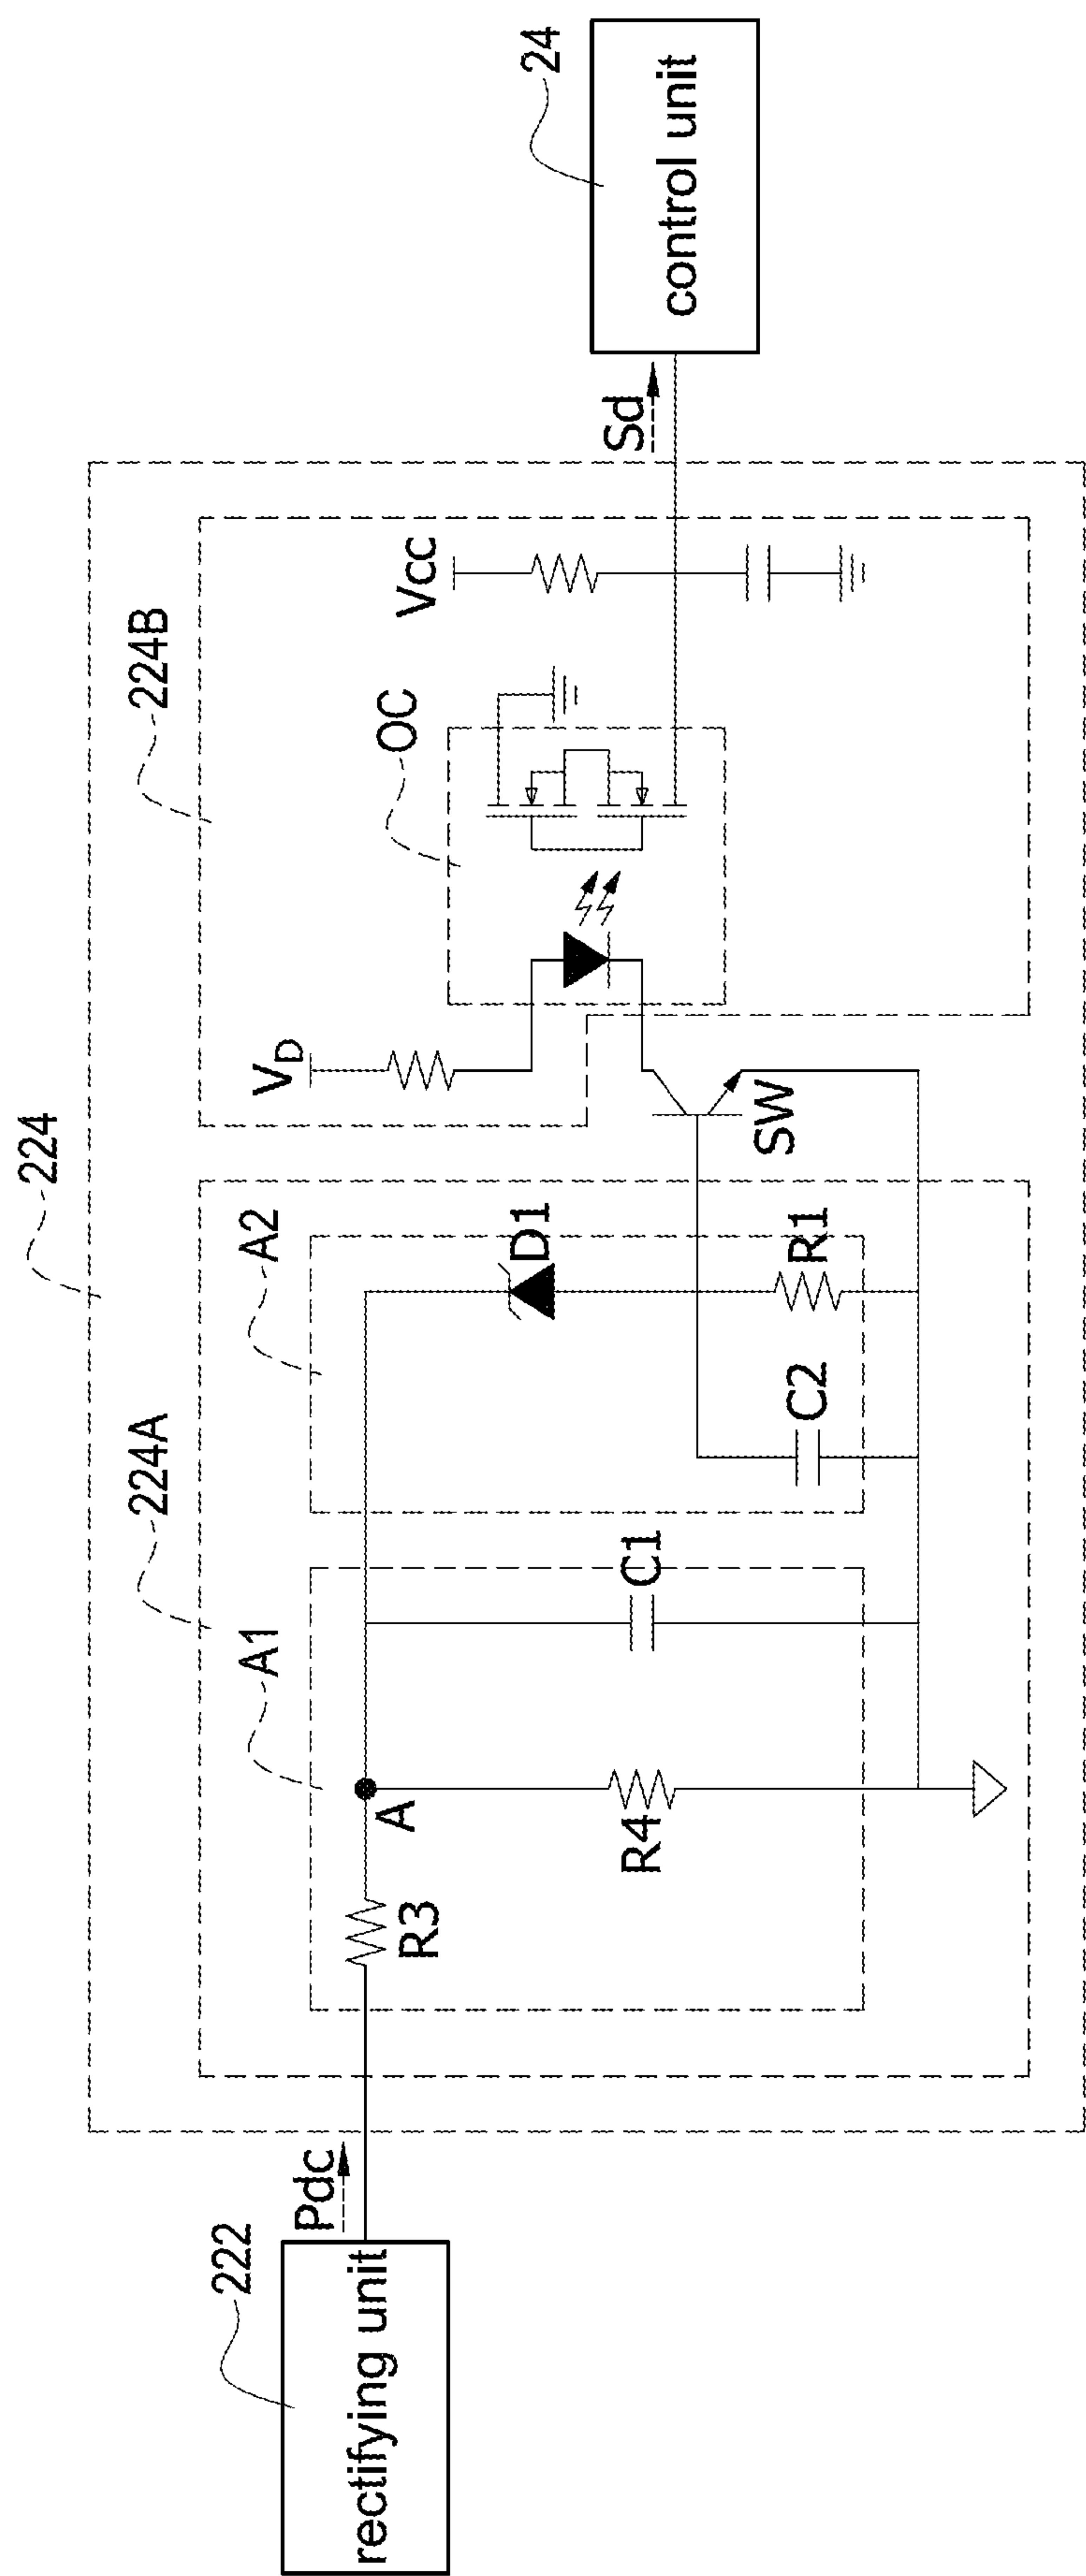 224
224A
224B
A1
A2
OC
24
222
rectifying unit
Pdc
R3
A
R4
C1
C2
D1
R1
SW
VD
Vcc
Sd
control unit